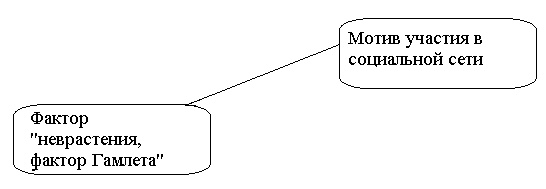 Мотив участия в
социальной сети
Фактор
"неврастения,
фактор Гамлета"